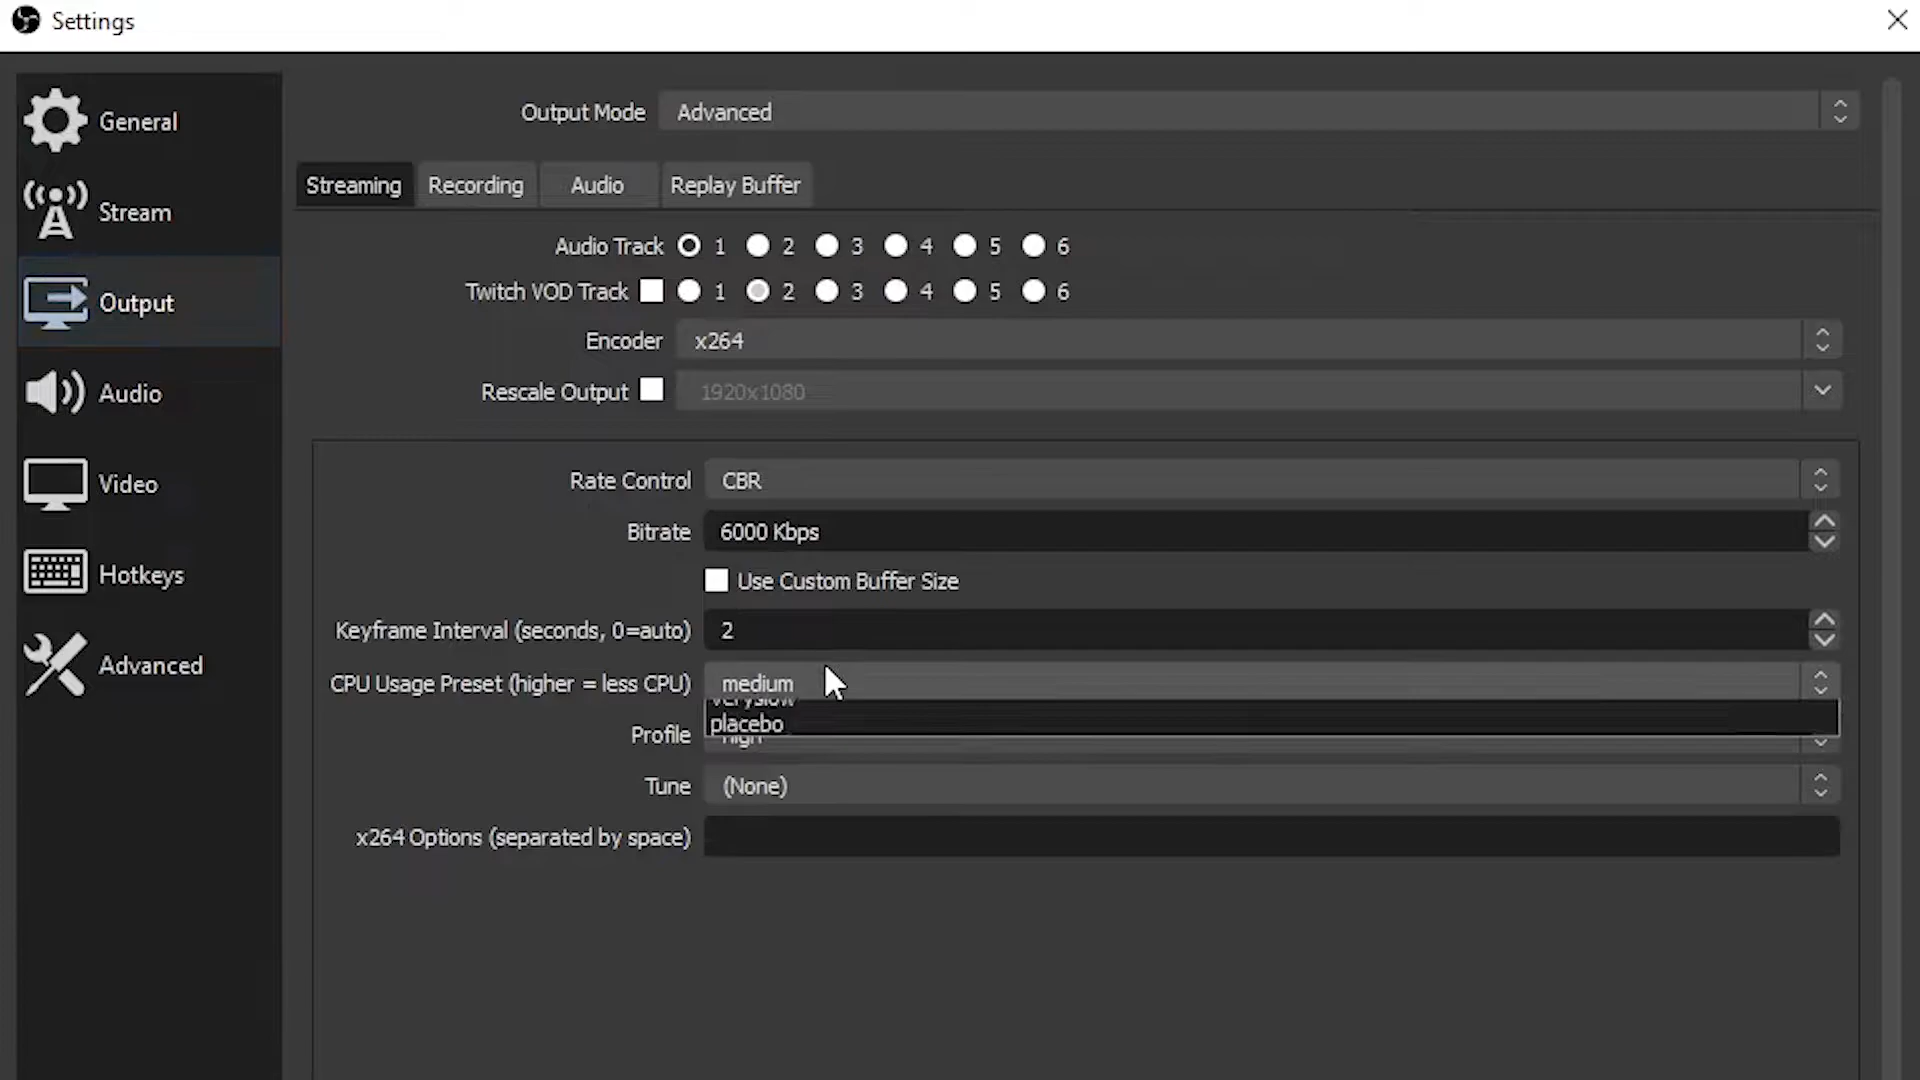 Settings
General
Stream
Output
Audio
Video
Hotkeys
Advanced
Output Mode Advanced
Streaming Recording Audio Replay Buffer
Audio Track 1 2 3 4 5 6
Twitch VOD Track 1 2 3 4 5 6
Encoder x264
Rescale Output 1920x1080
Rate Control CBR
Bitrate 6000 Kbps
Use Custom Buffer Size
Keyframe Interval (seconds, 0=auto) 2
CPU Usage Preset (higher = less CPU) medium
veryslow
placebo
Profile high
Tune (None)
x264 Options (separated by space)